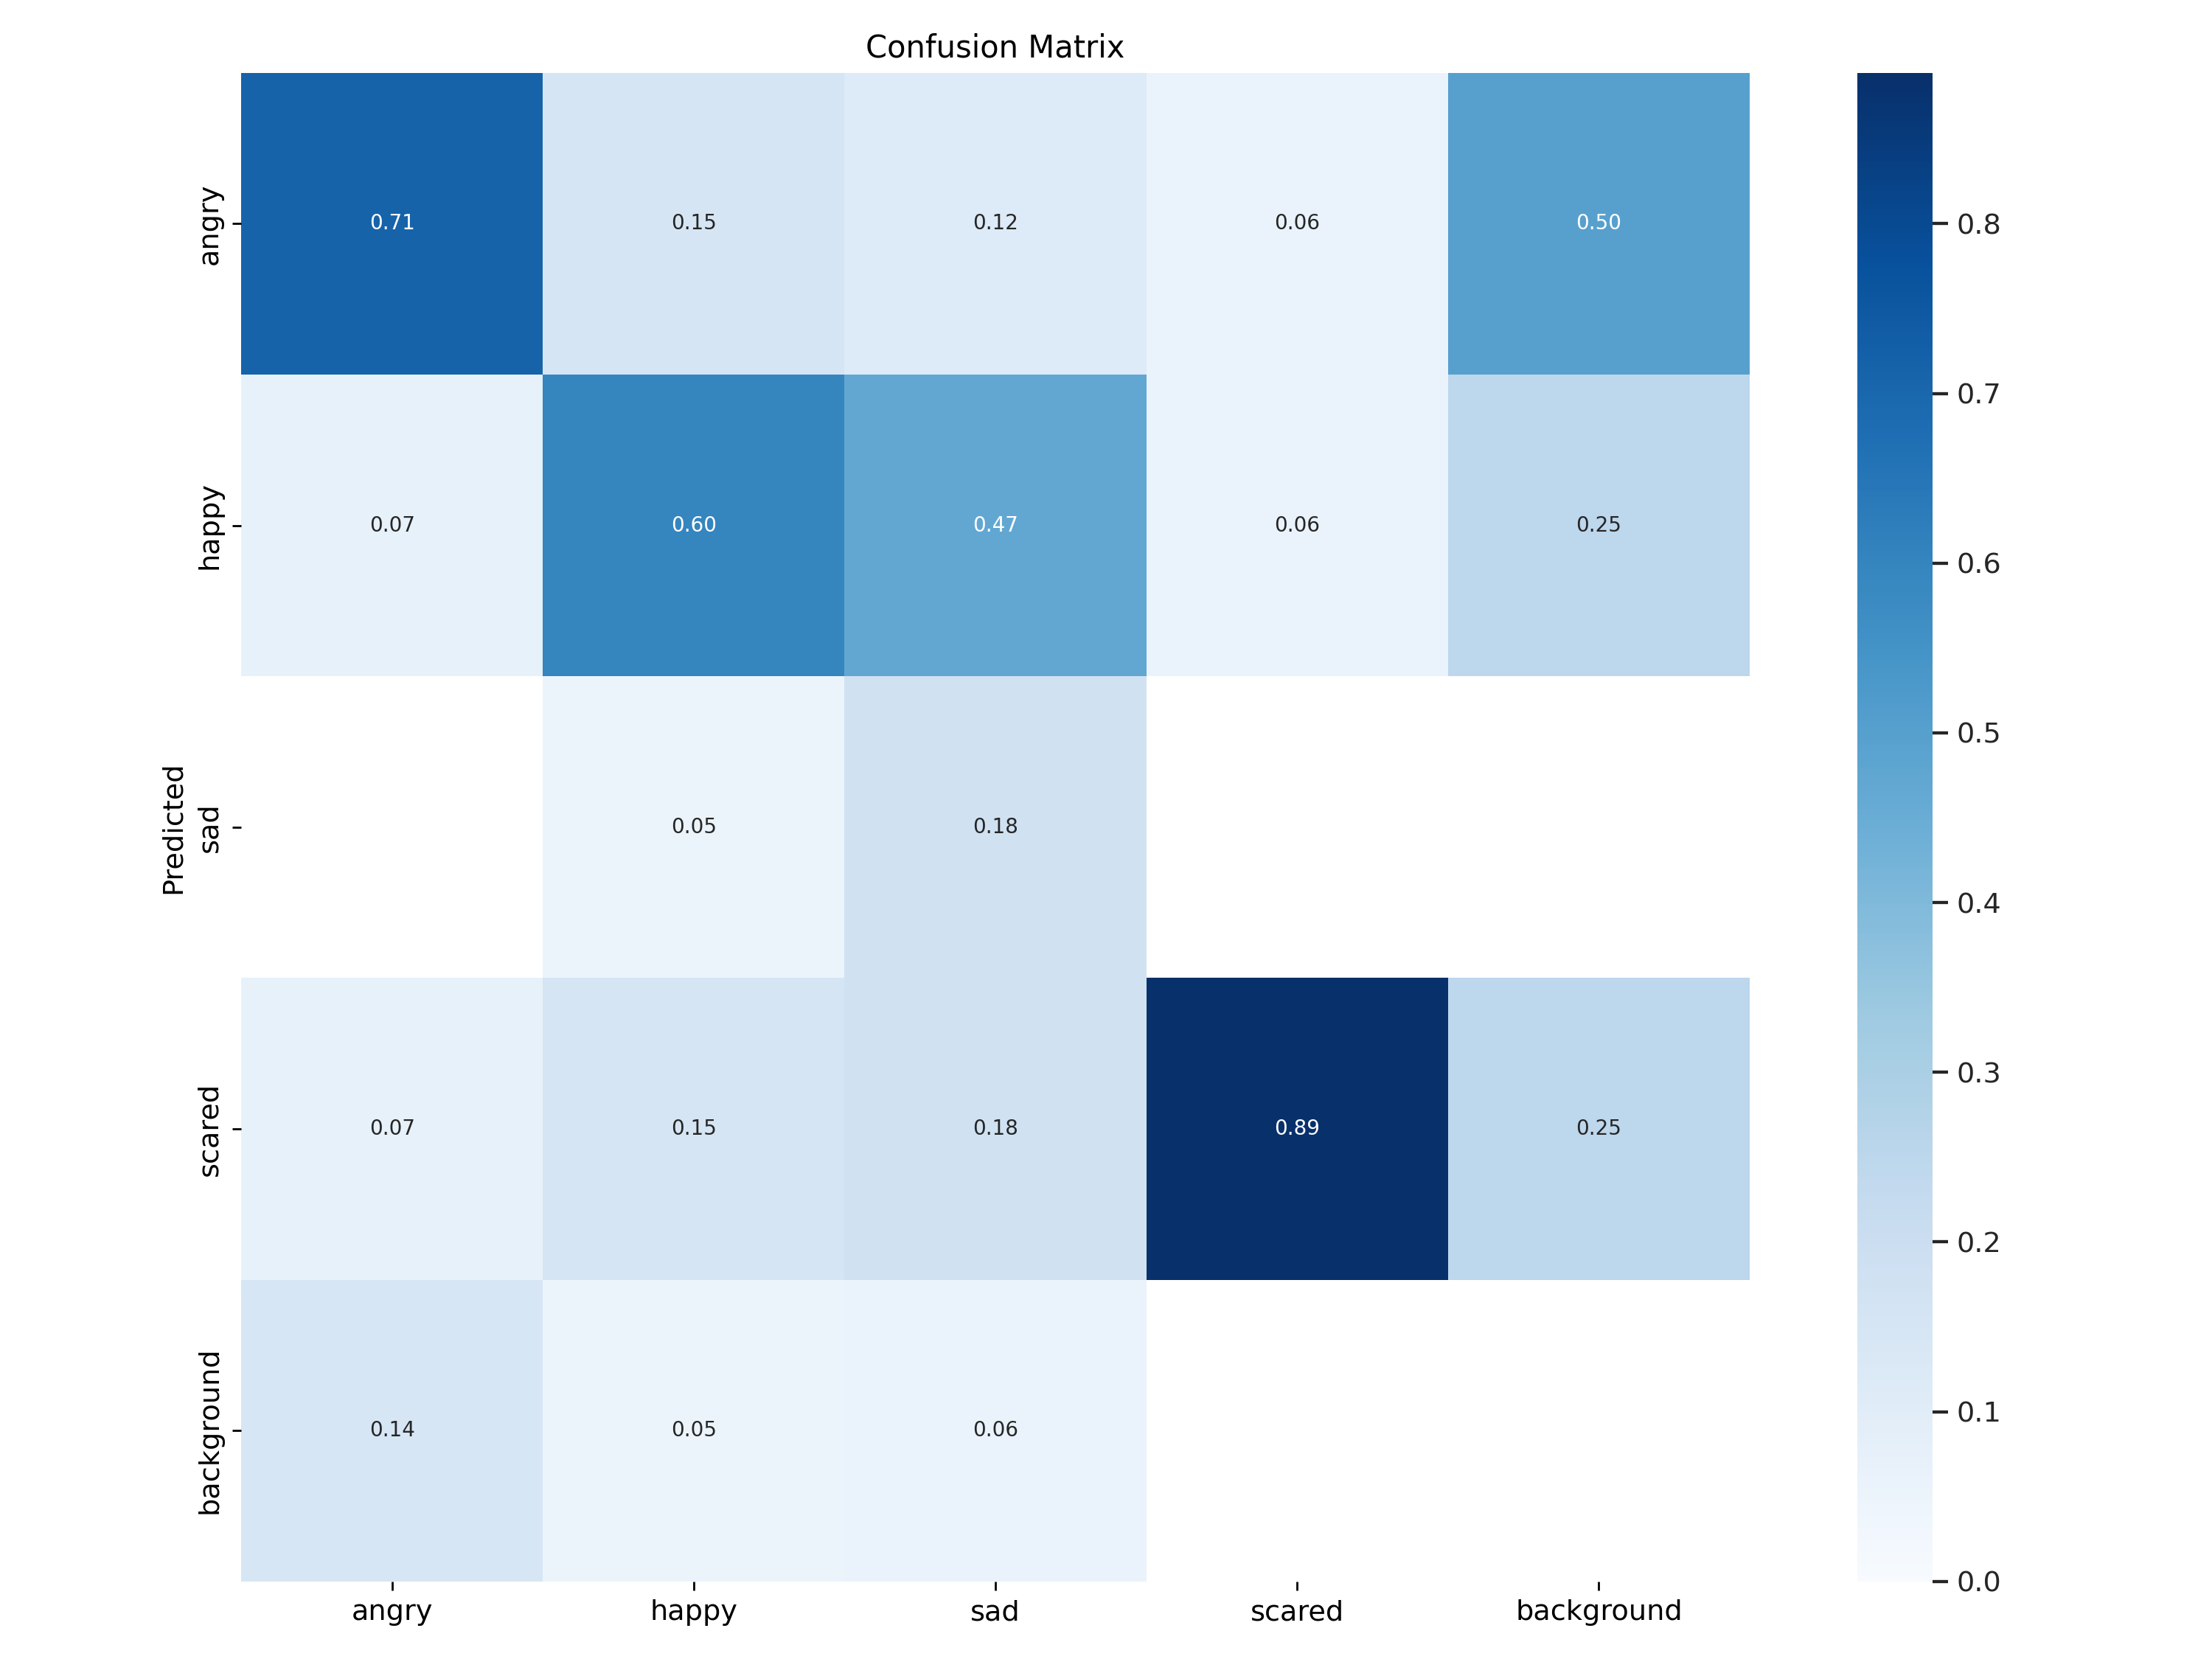 Confusion Matrix
angry
0.71 0.15 0.12 0.06 0.50
happy
0.07 0.60 0.47 0.06 0.25
Predicted
sad
0.05 0.18
scared
0.07 0.15 0.18 0.89 0.25
background
0.14 0.05 0.06
angry happy sad scared background
0.8
0.7
0.6
0.5
0.4
0.3
0.2
0.1
0.0